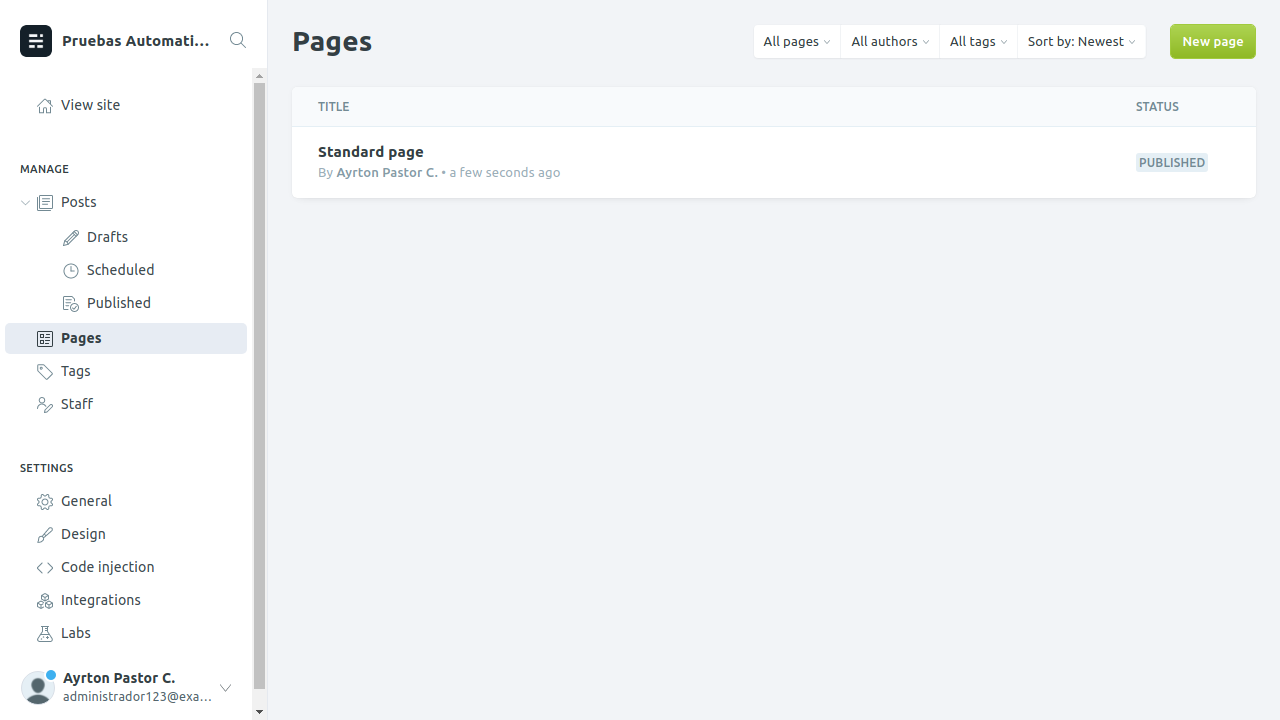 Pruebas Automati...
View site
MANAGE
Posts
Drafts
Scheduled
Published
Pages
Tags
Staff
SETTINGS
General
Design
Code injection
Integrations
Labs
Ayrton Pastor C.
administrador123@exa...
Pages
All pages
All authors
All tags
Sort by: Newest
New page
TITLE
STATUS
Standard page
By Ayrton Pastor C. • a few seconds ago
PUBLISHED